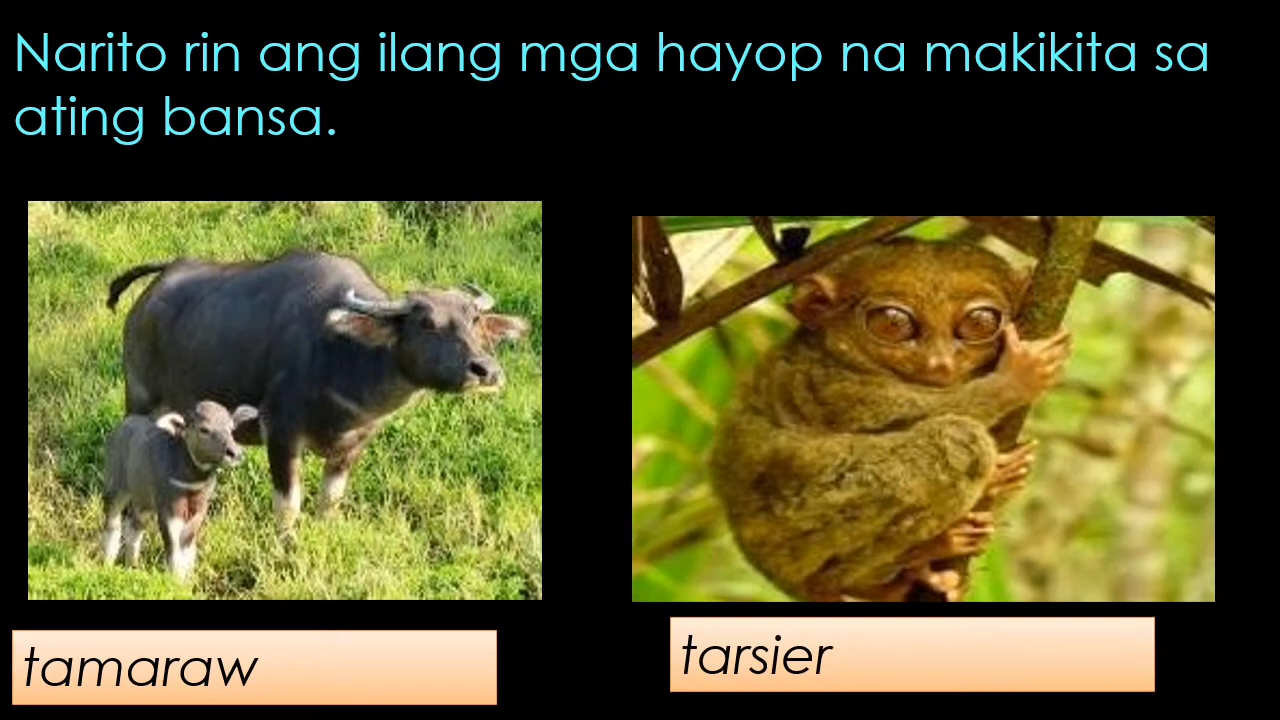 Narito rin ang ilang mga hayop na makikita sa
ating bansa.
tamaraw
tarsier